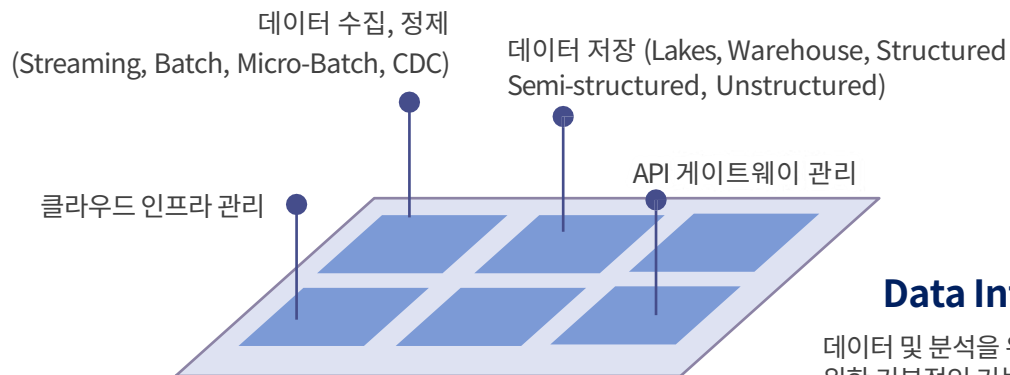 데이터 수집, 정제
(Streaming, Batch, Micro-Batch, CDC)
데이터 저장 (Lakes, Warehouse, Structured
Semi-structured, Unstructured)
API 게이트웨이 관리
클라우드 인프라 관리
Data
데이터 및 분석을